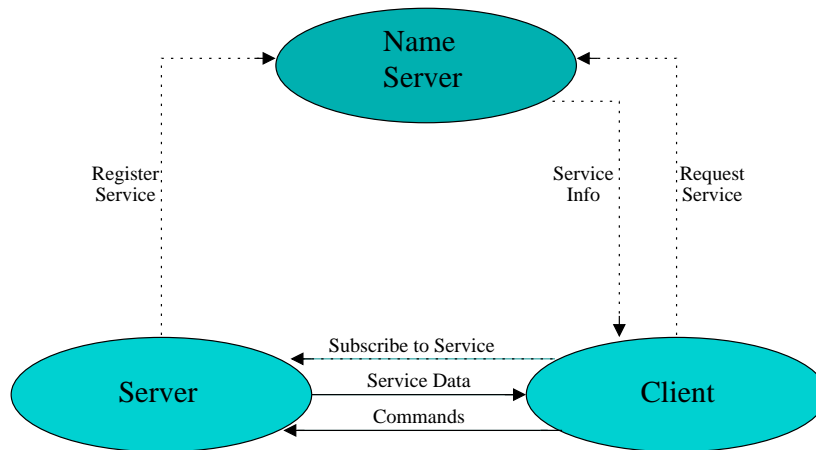 Name
Server
Register
Service
Service
Info
Request
Service
Subscribe to Service
Service Data
Commands
Server
Client